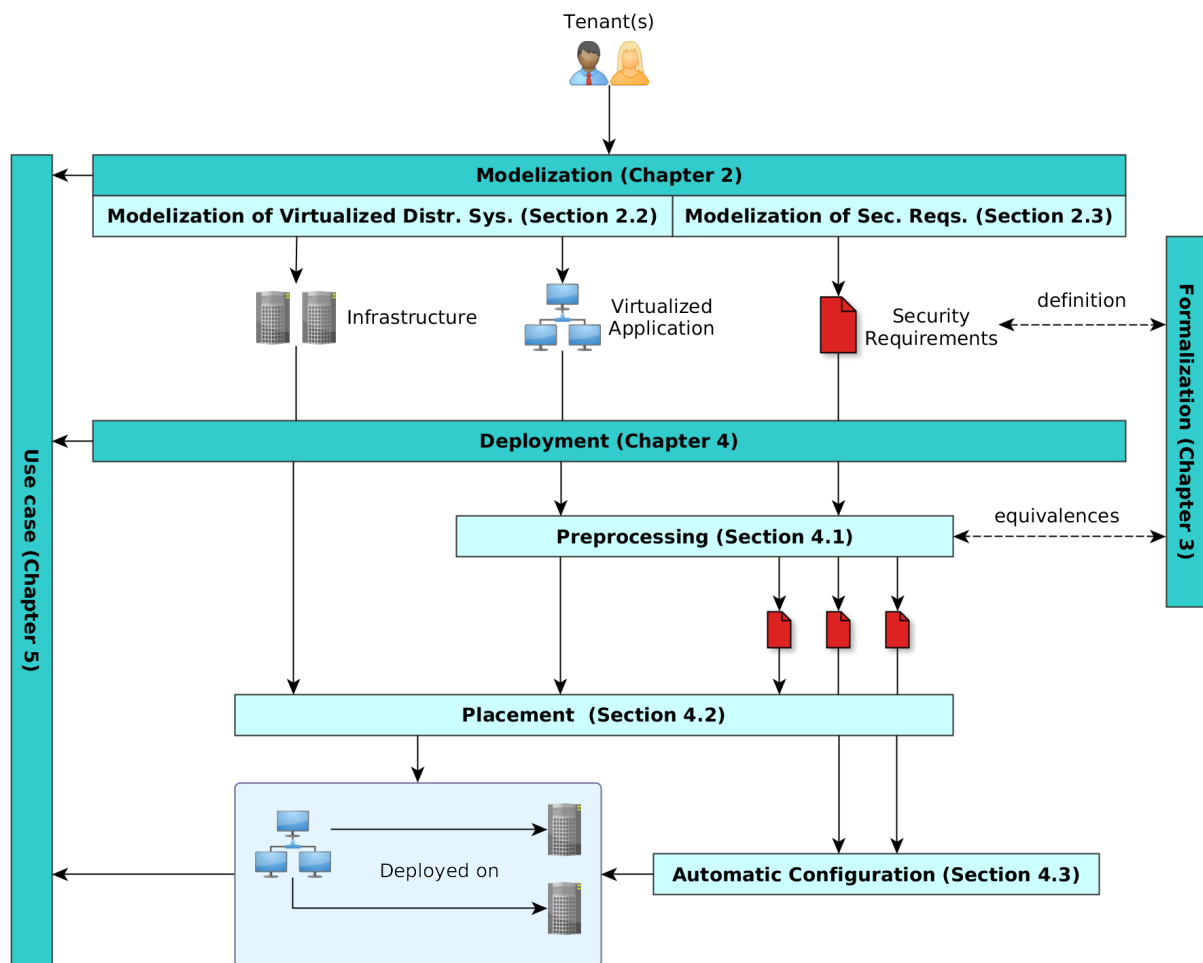 Tenant(s)
Modelization (Chapter 2)
Modelization of Virtualized Distr. Sys. (Section 2.2)
Modelization of Sec. Reqs. (Section 2.3)
Infrastructure
Virtualized
Application
Security
Requirements
definition
Formalization (Chapter 3)
Use case (Chapter 5)
Deployment (Chapter 4)
Preprocessing (Section 4.1)
equivalences
Placement  (Section 4.2)
Deployed on
Automatic Configuration (Section 4.3)